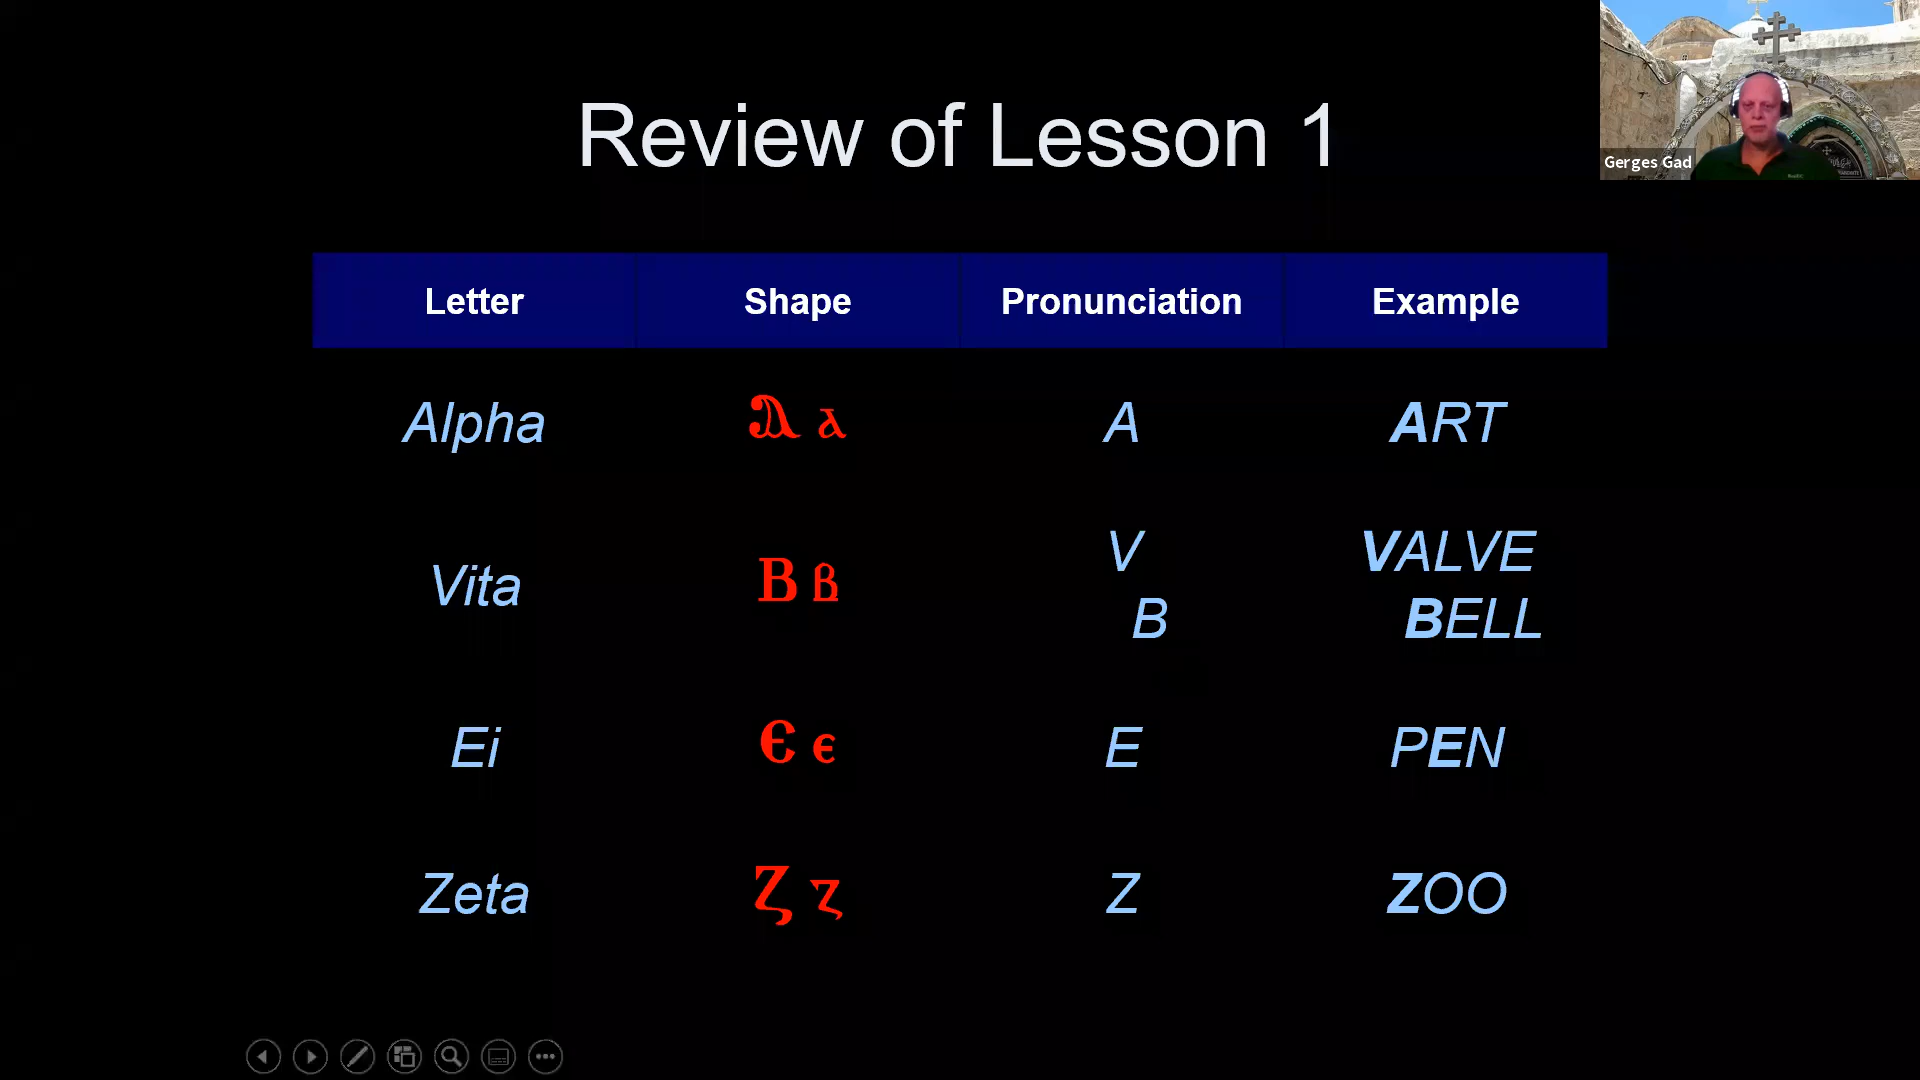 Review of Lesson 1
Gerges Gad
Letter Shape Pronunciation Example
Alpha Ⲁ ⲁ A ART
Vita Ⲃ ⲃ V VALVE
B BELL
Ei Ⲉ ⲉ E PEN
Zeta Ⲍ ⲍ Z ZOO